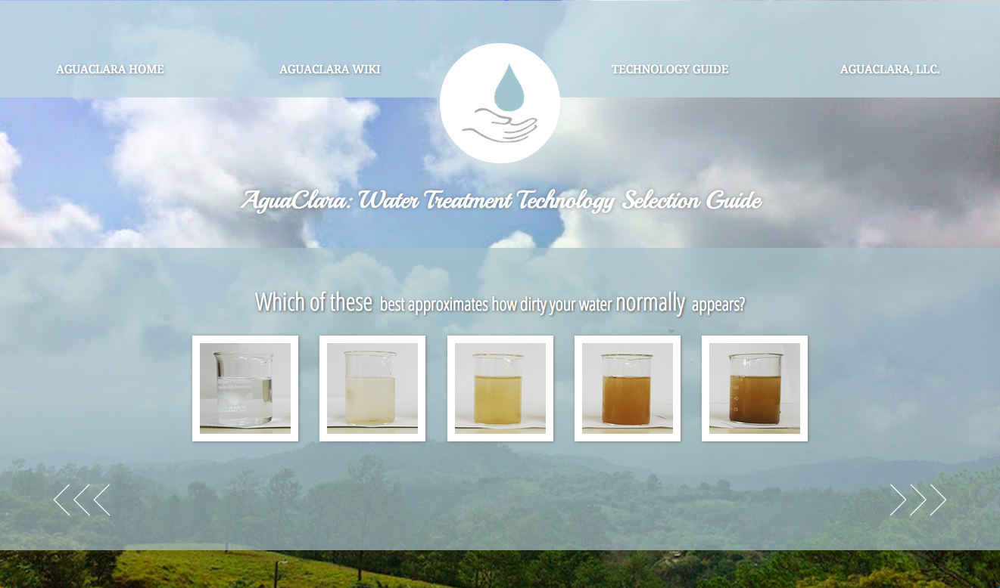 AGUACLARA HOME
AGUACLARA WIKI
TECHNOLOGY GUIDE
AGUACLARA, LLC.
AguaClara: Water Treatment Technology Selection Guide
Which of these best approximates how dirty your water normally appears?